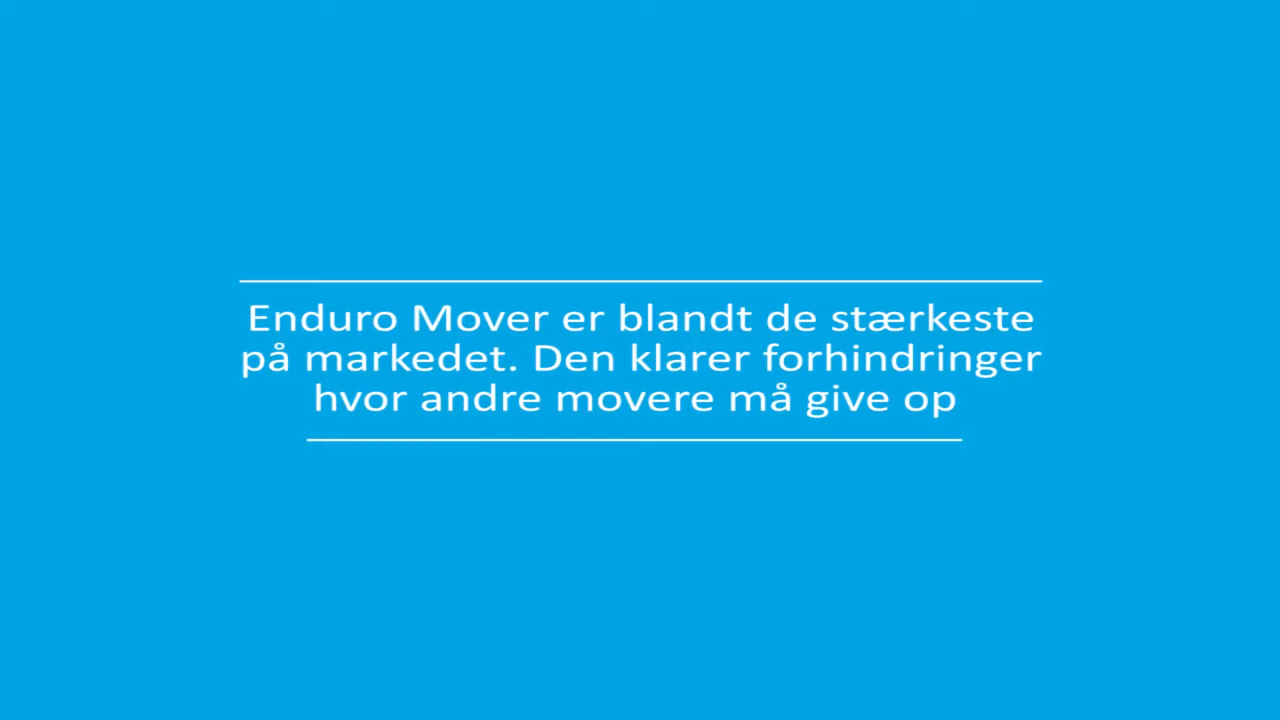 Enduro Mover er blandt de stærkeste
på markedet. Den klarer forhindringer
hvor andre movere må give op